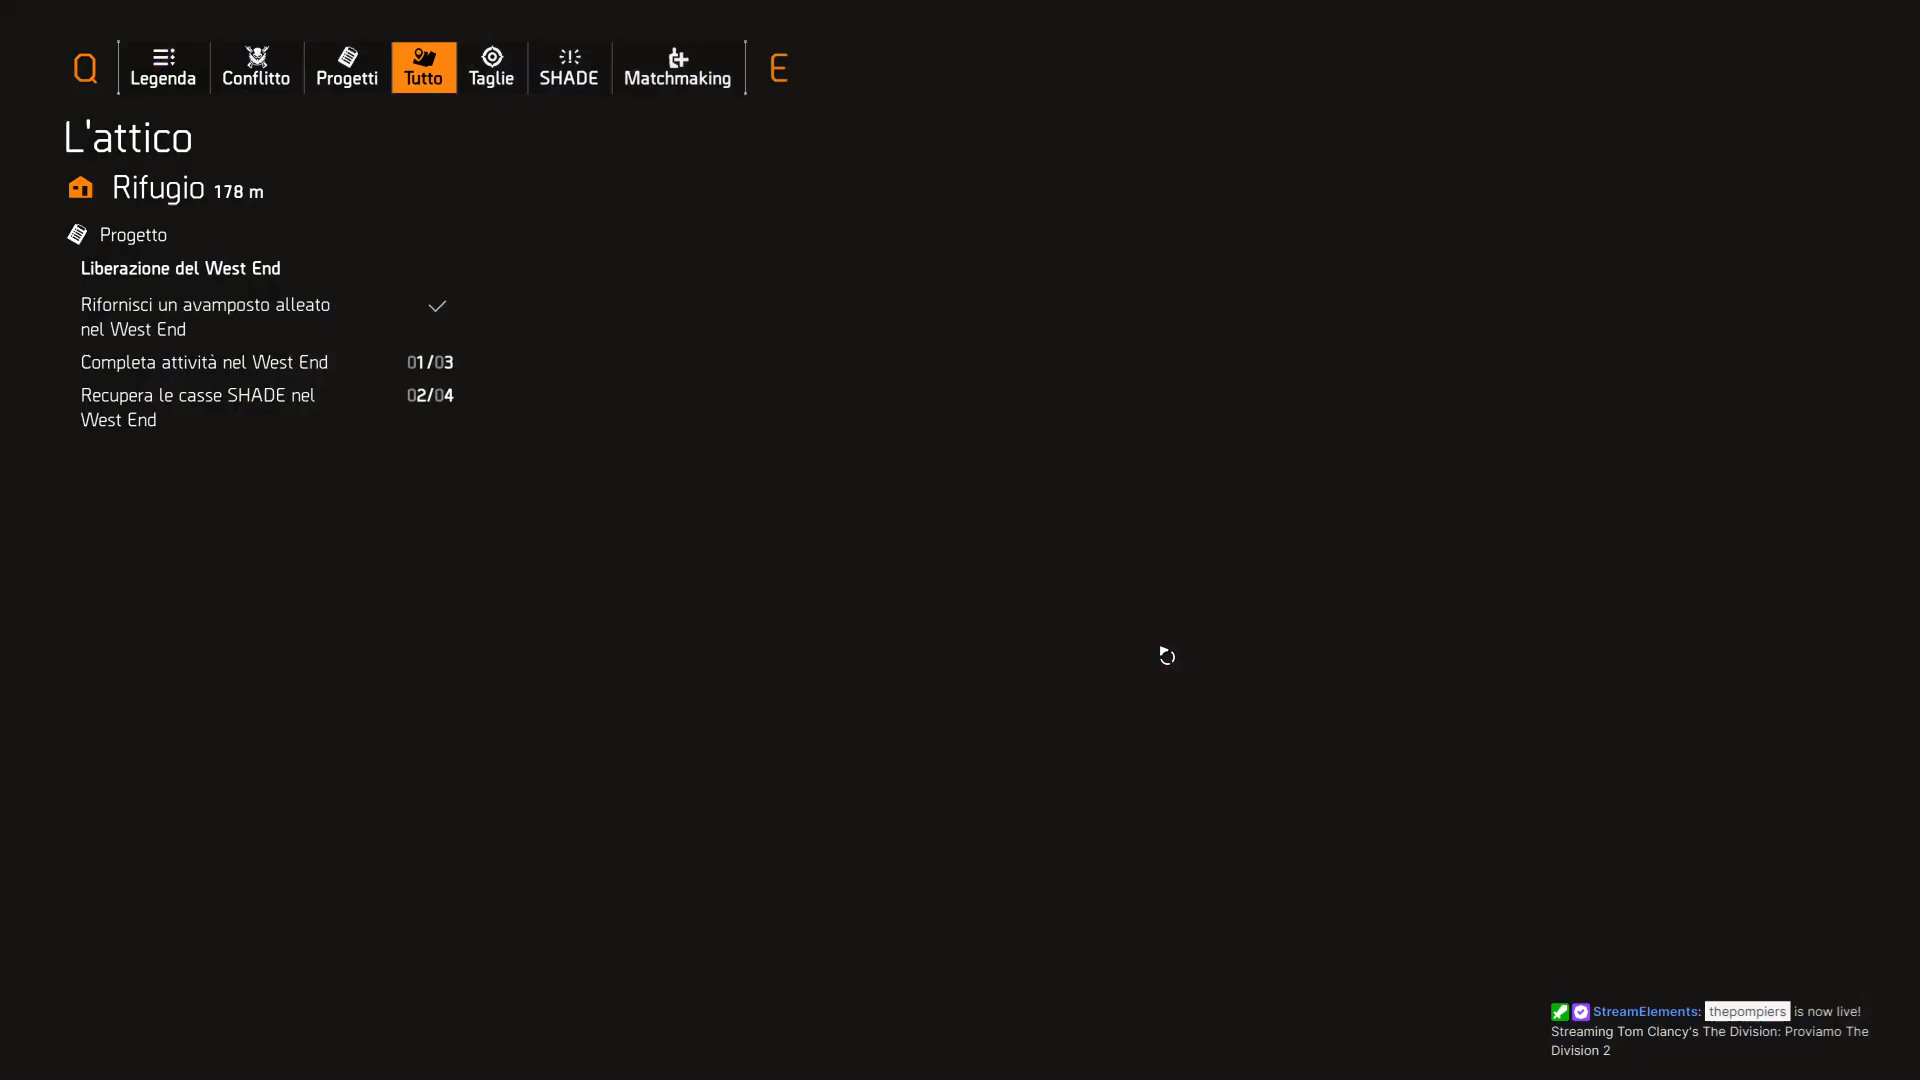 Q
Legenda
Conflitto
Progetti
Tutto
Taglie
SHADE
Matchmaking
E
L'attico
Rifugio 178 m
Progetto
Liberazione del West End
Rifornisci un avamposto alleato
nel West End
Completa attività nel West End 01/03
Recupera le casse SHADE nel 02/04
West End
StreamElements: thepompiers is now live!
Streaming Tom Clancy's The Division: Proviamo The
Division 2